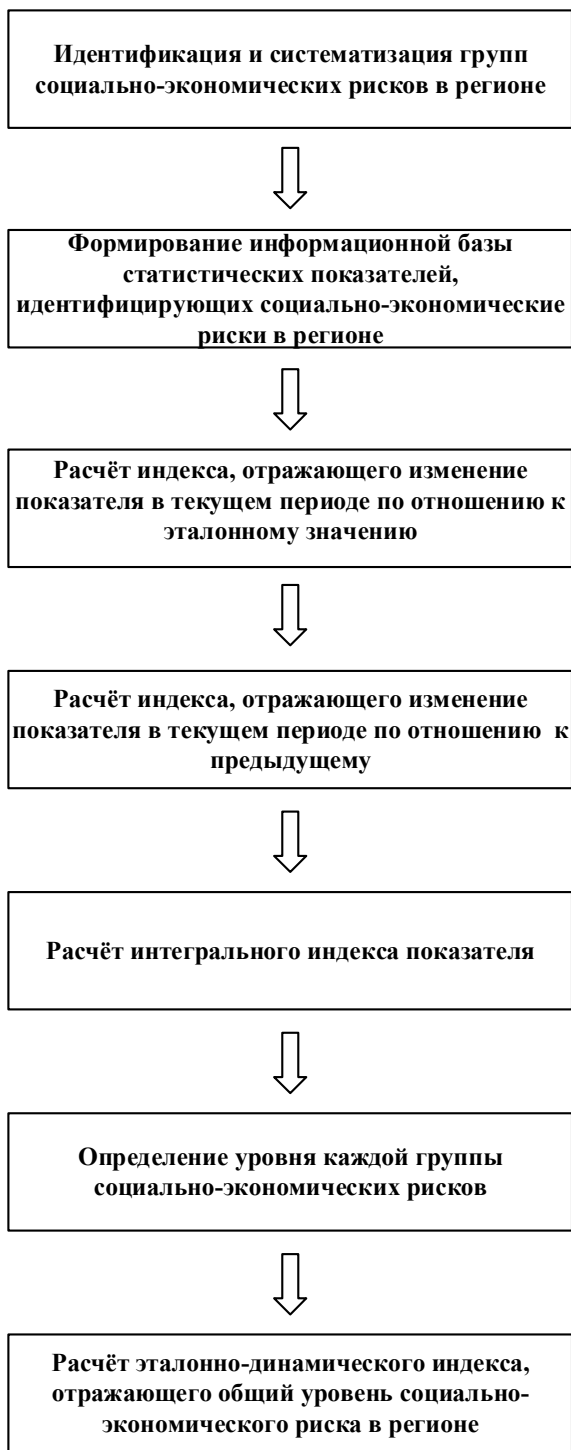 Идентификация и систематизация групп
социально-экономических рисков в регионе
Формирование информационной базы
статистических показателей,
идентифицирующих социально-экономические
риски в регионе
Расчёт индекса, отражающего изменение
показателя в текущем периоде по отношению к
эталонному значению
Расчёт индекса, отражающего изменение
показателя в текущем периоде по отношению к
предыдущему
Расчёт интегрального индекса показателя
Определение уровня каждой группы
социально-экономических рисков
Расчёт эталонно-динамического индекса,
отражающего общий уровень социально-
экономического риска в регионе